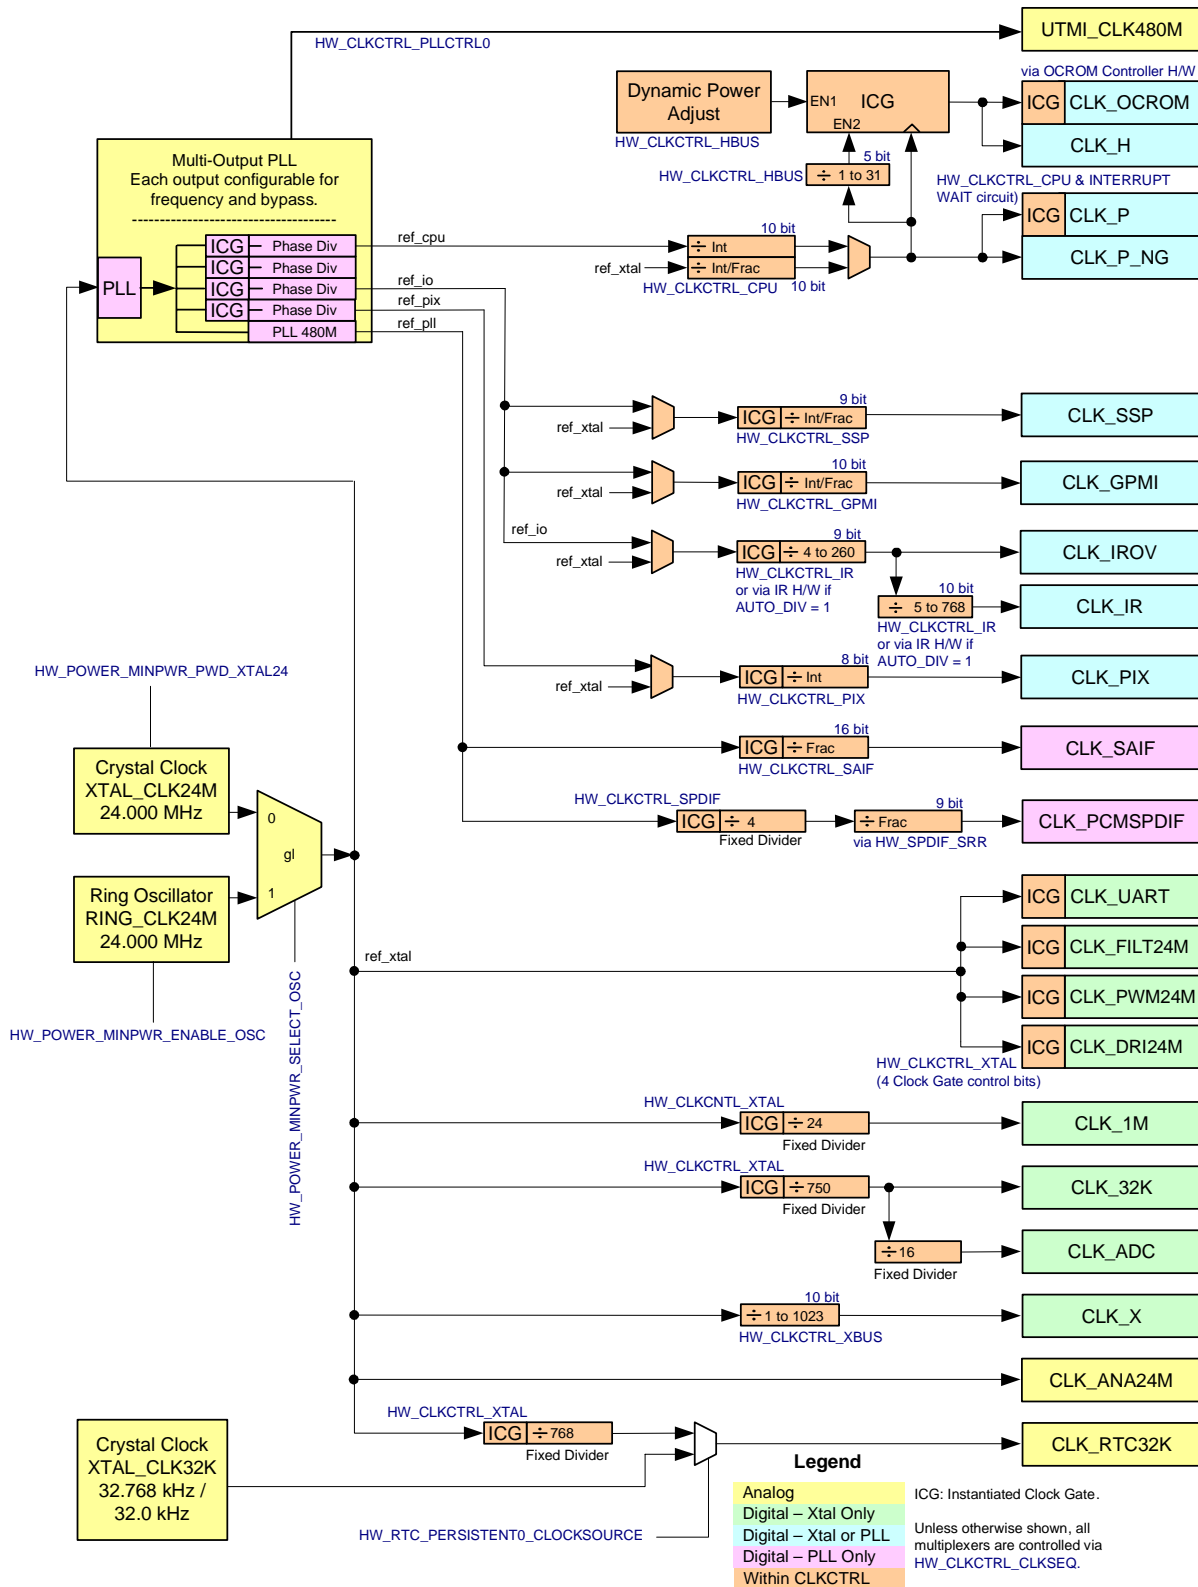 HW_CLKCTRL_PLLCTRL0
UTMI_CLK480M
via OCROM Controller H/W
Dynamic Power
Adjust
HW_CLKCTRL_HBUS
EN1
ICG
EN2
ICG
CLK_OCROM
CLK_H
5 bit
HW_CLKCTRL_HBUS
÷ 1 to 31
HW_CLKCTRL_CPU & INTERRUPT
WAIT circuit)
ICG
CLK_P
CLK_P_NG
Multi-Output PLL
Each output configurable for
frequency and bypass.
-----------------------------------
PLL
ICG
Phase Div
ICG
Phase Div
ICG
Phase Div
ICG
Phase Div
PLL 480M
ref_cpu
ref_io
ref_pix
ref_pll
10 bit
÷ Int
ref_xtal
÷ Int/Frac
HW_CLKCTRL_CPU
10 bit
9 bit
ref_xtal
ICG ÷ Int/Frac
HW_CLKCTRL_SSP
CLK_SSP
10 bit
ref_xtal
ICG ÷ Int/Frac
HW_CLKCTRL_GPMI
CLK_GPMI
ref_io
9 bit
ref_xtal
ICG ÷ 4 to 260
HW_CLKCTRL_IR
or via IR H/W if
AUTO_DIV = 1
CLK_IROV
10 bit
÷ 5 to 768
HW_CLKCTRL_IR
or via IR H/W if
AUTO_DIV = 1
CLK_IR
8 bit
ref_xtal
ICG ÷ Int
HW_CLKCTRL_PIX
CLK_PIX
16 bit
ICG ÷ Frac
HW_CLKCTRL_SAIF
CLK_SAIF
HW_CLKCTRL_SPDIF
ICG ÷ 4
Fixed Divider
9 bit
÷ Frac
via HW_SPDIF_SRR
CLK_PCMSPDIF
HW_POWER_MINPWR_PWD_XTAL24
Crystal Clock
XTAL_CLK24M
24.000 MHz
0
gl
1
Ring Oscillator
RING_CLK24M
24.000 MHz
HW_POWER_MINPWR_ENABLE_OSC
HW_POWER_MINPWR_SELECT_OSC
ref_xtal
ICG
CLK_UART
ICG
CLK_FILT24M
ICG
CLK_PWM24M
ICG
CLK_DRI24M
HW_CLKCTRL_XTAL
(4 Clock Gate control bits)
HW_CLKCNTL_XTAL
ICG ÷ 24
Fixed Divider
CLK_1M
HW_CLKCTRL_XTAL
ICG ÷ 750
Fixed Divider
CLK_32K
÷ 16
Fixed Divider
CLK_ADC
10 bit
÷ 1 to 1023
HW_CLKCTRL_XBUS
CLK_X
CLK_ANA24M
HW_CLKCTRL_XTAL
ICG ÷ 768
Fixed Divider
CLK_RTC32K
Crystal Clock
XTAL_CLK32K
32.768 kHz /
32.0 kHz
HW_RTC_PERSISTENT0_CLOCKSOURCE
Legend
Analog
Digital – Xtal Only
Digital – Xtal or PLL
Digital – PLL Only
Within CLKCTRL
ICG: Instantiated Clock Gate.
Unless otherwise shown, all
multiplexers are controlled via
HW_CLKCTRL_CLKSEQ.